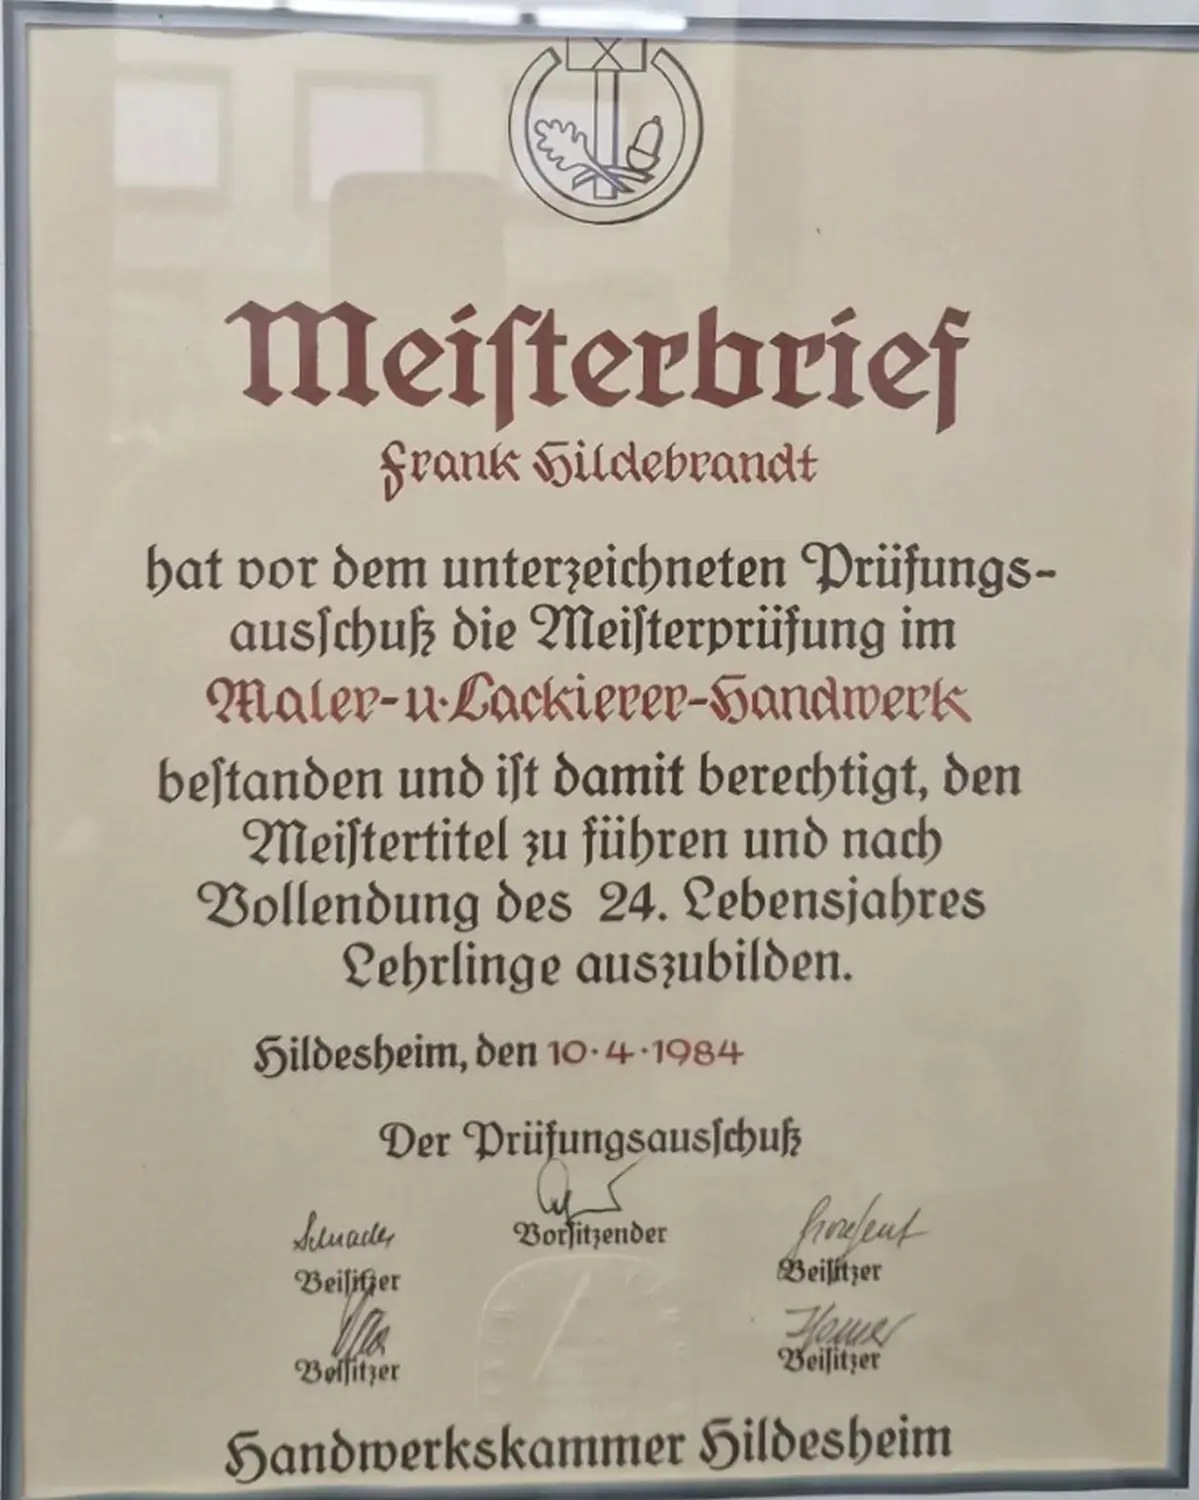 Meiſterbrief
Frank Hildebrandt
hat vor dem unterzeichneten Prüfungs-
ausſchuß die Meiſterprüfung im
Maler-u.Lackierer-Handwerk
beſtanden und iſt damit berechtigt, den
Meiſtertitel zu führen und nach
Vollendung des 24. Lebensjahres
Lehrlinge auszubilden.
Hildesheim, den 10·4·1984
Der Prüfungsausſchuß
Vorſitzender
Schrader
Beiſitzer
Beiſitzer
Beiſitzer
Beiſitzer
Handwerkskammer Hildesheim